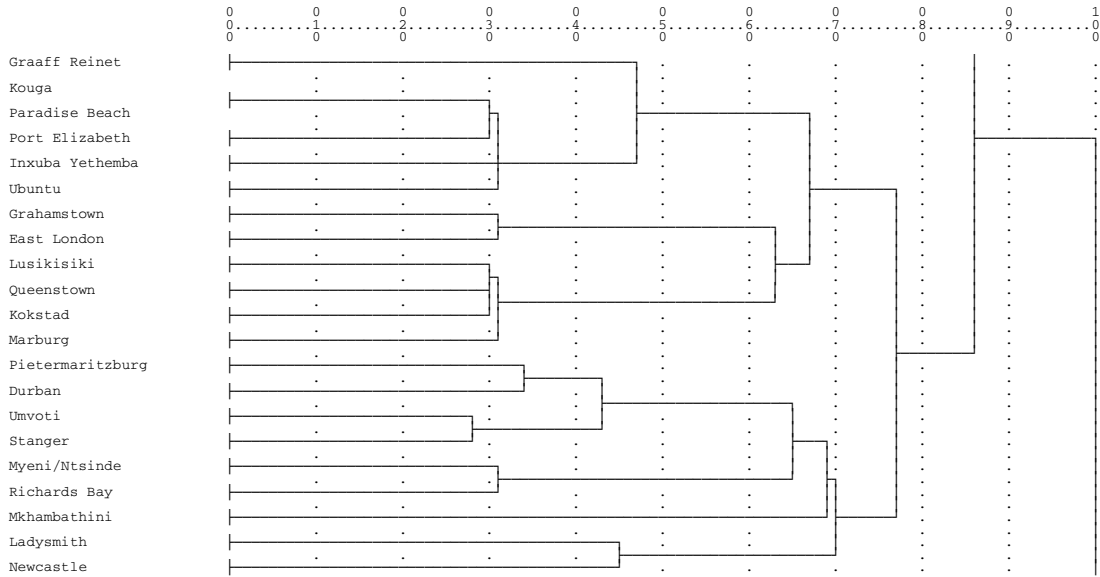 0 0 0 0 0 0 0 0 0 0 1
0.........1.........2.........3.........4.........5.........6.........7.........8.........9.........0
0 0 0 0 0 0 0 0 0 0 0
Graaff Reinet
Kouga
Paradise Beach
Port Elizabeth
Inxuba Yethemba
Ubuntu
Grahamstown
East London
Lusikisiki
Queenstown
Kokstad
Marburg
Pietermaritzburg
Durban
Umvoti
Stanger
Myeni/Ntsinde
Richards Bay
Mkhambathini
Ladysmith
Newcastle